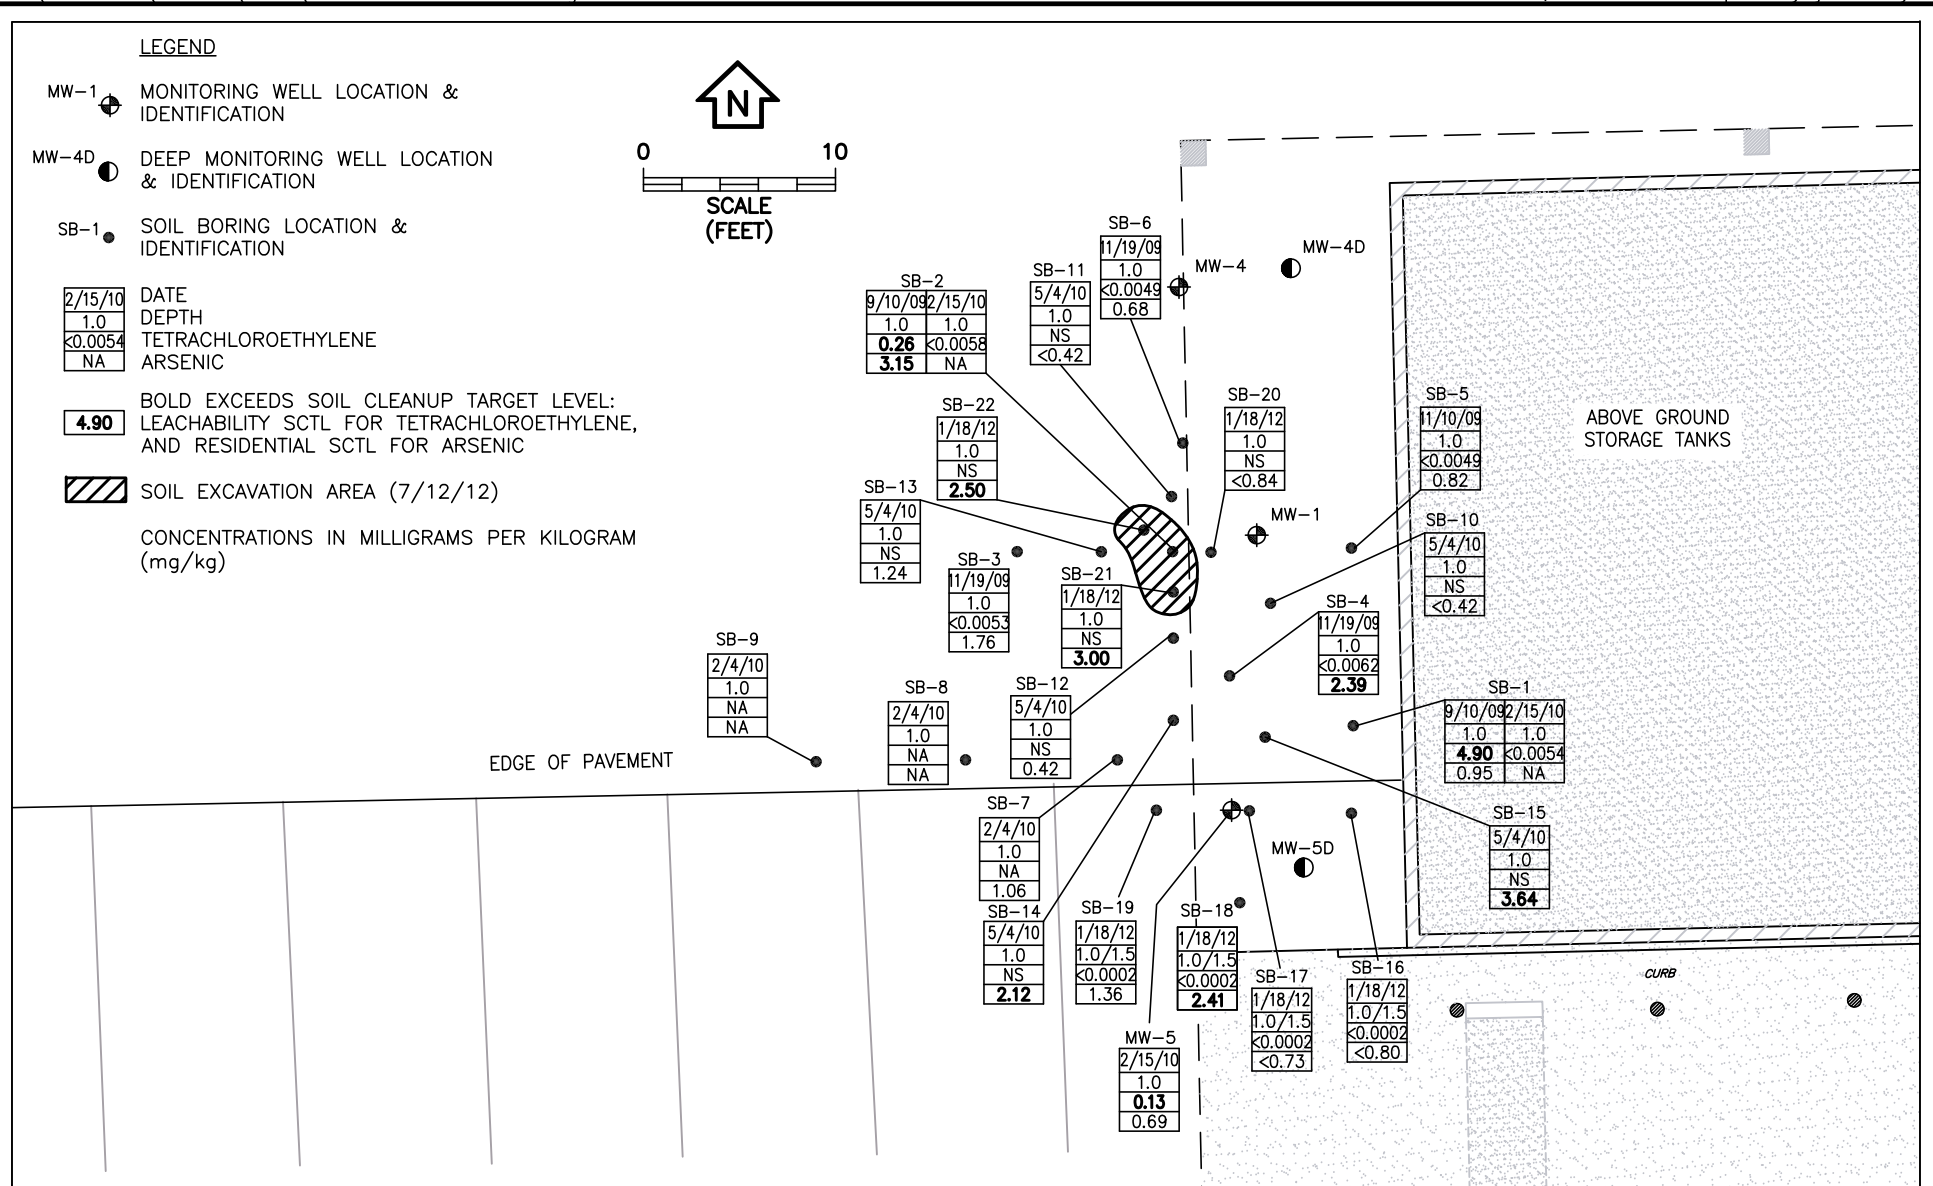 LEGEND
MW-1
MONITORING WELL LOCATION &
IDENTIFICATION
MW-4D
DEEP MONITORING WELL LOCATION
& IDENTIFICATION
SB-1
SOIL BORING LOCATION &
IDENTIFICATION
2/15/10 DATE
1.0 DEPTH
<0.0054 TETRACHLOROETHYLENE
NA ARSENIC
4.90
BOLD EXCEEDS SOIL CLEANUP TARGET LEVEL:
LEACHABILITY SCTL FOR TETRACHLOROETHYLENE,
AND RESIDENTIAL SCTL FOR ARSENIC
SOIL EXCAVATION AREA (7/12/12)
CONCENTRATIONS IN MILLIGRAMS PER KILOGRAM
(mg/kg)
N
0 10
SCALE
(FEET)
SB-6
11/19/09
1.0
<0.0049
0.68
MW-4
MW-4D
SB-11
5/4/10
1.0
NS
<0.42
SB-2
9/10/09 2/15/10
1.0 1.0
0.26 <0.0058
3.15 NA
SB-22
1/18/12
1.0
NS
2.50
SB-20
1/18/12
1.0
NS
<0.84
SB-5
11/10/09
1.0
<0.0049
0.82
ABOVE GROUND
STORAGE TANKS
SB-13
5/4/10
1.0
NS
1.24
MW-1
SB-10
5/4/10
1.0
NS
<0.42
SB-3
11/19/09
1.0
<0.0053
1.76
SB-21
1/18/12
1.0
NS
3.00
SB-4
11/19/09
1.0
<0.0062
2.39
SB-9
2/4/10
1.0
NA
NA
SB-8
2/4/10
1.0
NA
NA
SB-12
5/4/10
1.0
NS
0.42
SB-1
9/10/09 2/15/10
1.0 1.0
4.90 <0.0054
0.95 NA
EDGE OF PAVEMENT
SB-7
2/4/10
1.0
NA
1.06
SB-15
5/4/10
1.0
NS
3.64
MW-5D
SB-14
5/4/10
1.0
NS
2.12
SB-19
1/18/12
1.0/1.5
<0.0002
1.36
SB-18
1/18/12
1.0/1.5
<0.0002
2.41
SB-17
1/18/12
1.0/1.5
<0.0002
<0.73
SB-16
1/18/12
1.0/1.5
<0.0002
<0.80
CURB
MW-5
2/15/10
1.0
0.13
0.69